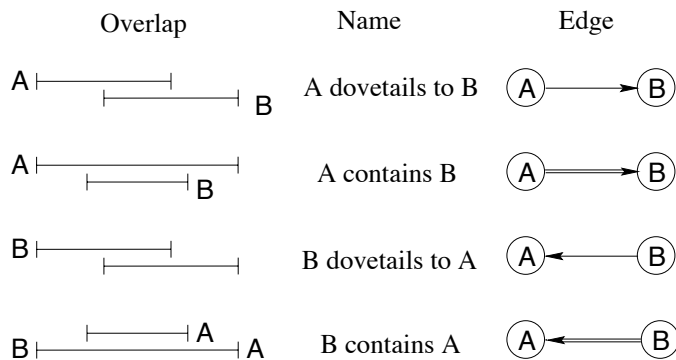 Overlap Name Edge
A B A dovetails to B A B
A B A contains B A B
B B dovetails to A A B
A B contains A A B
B A